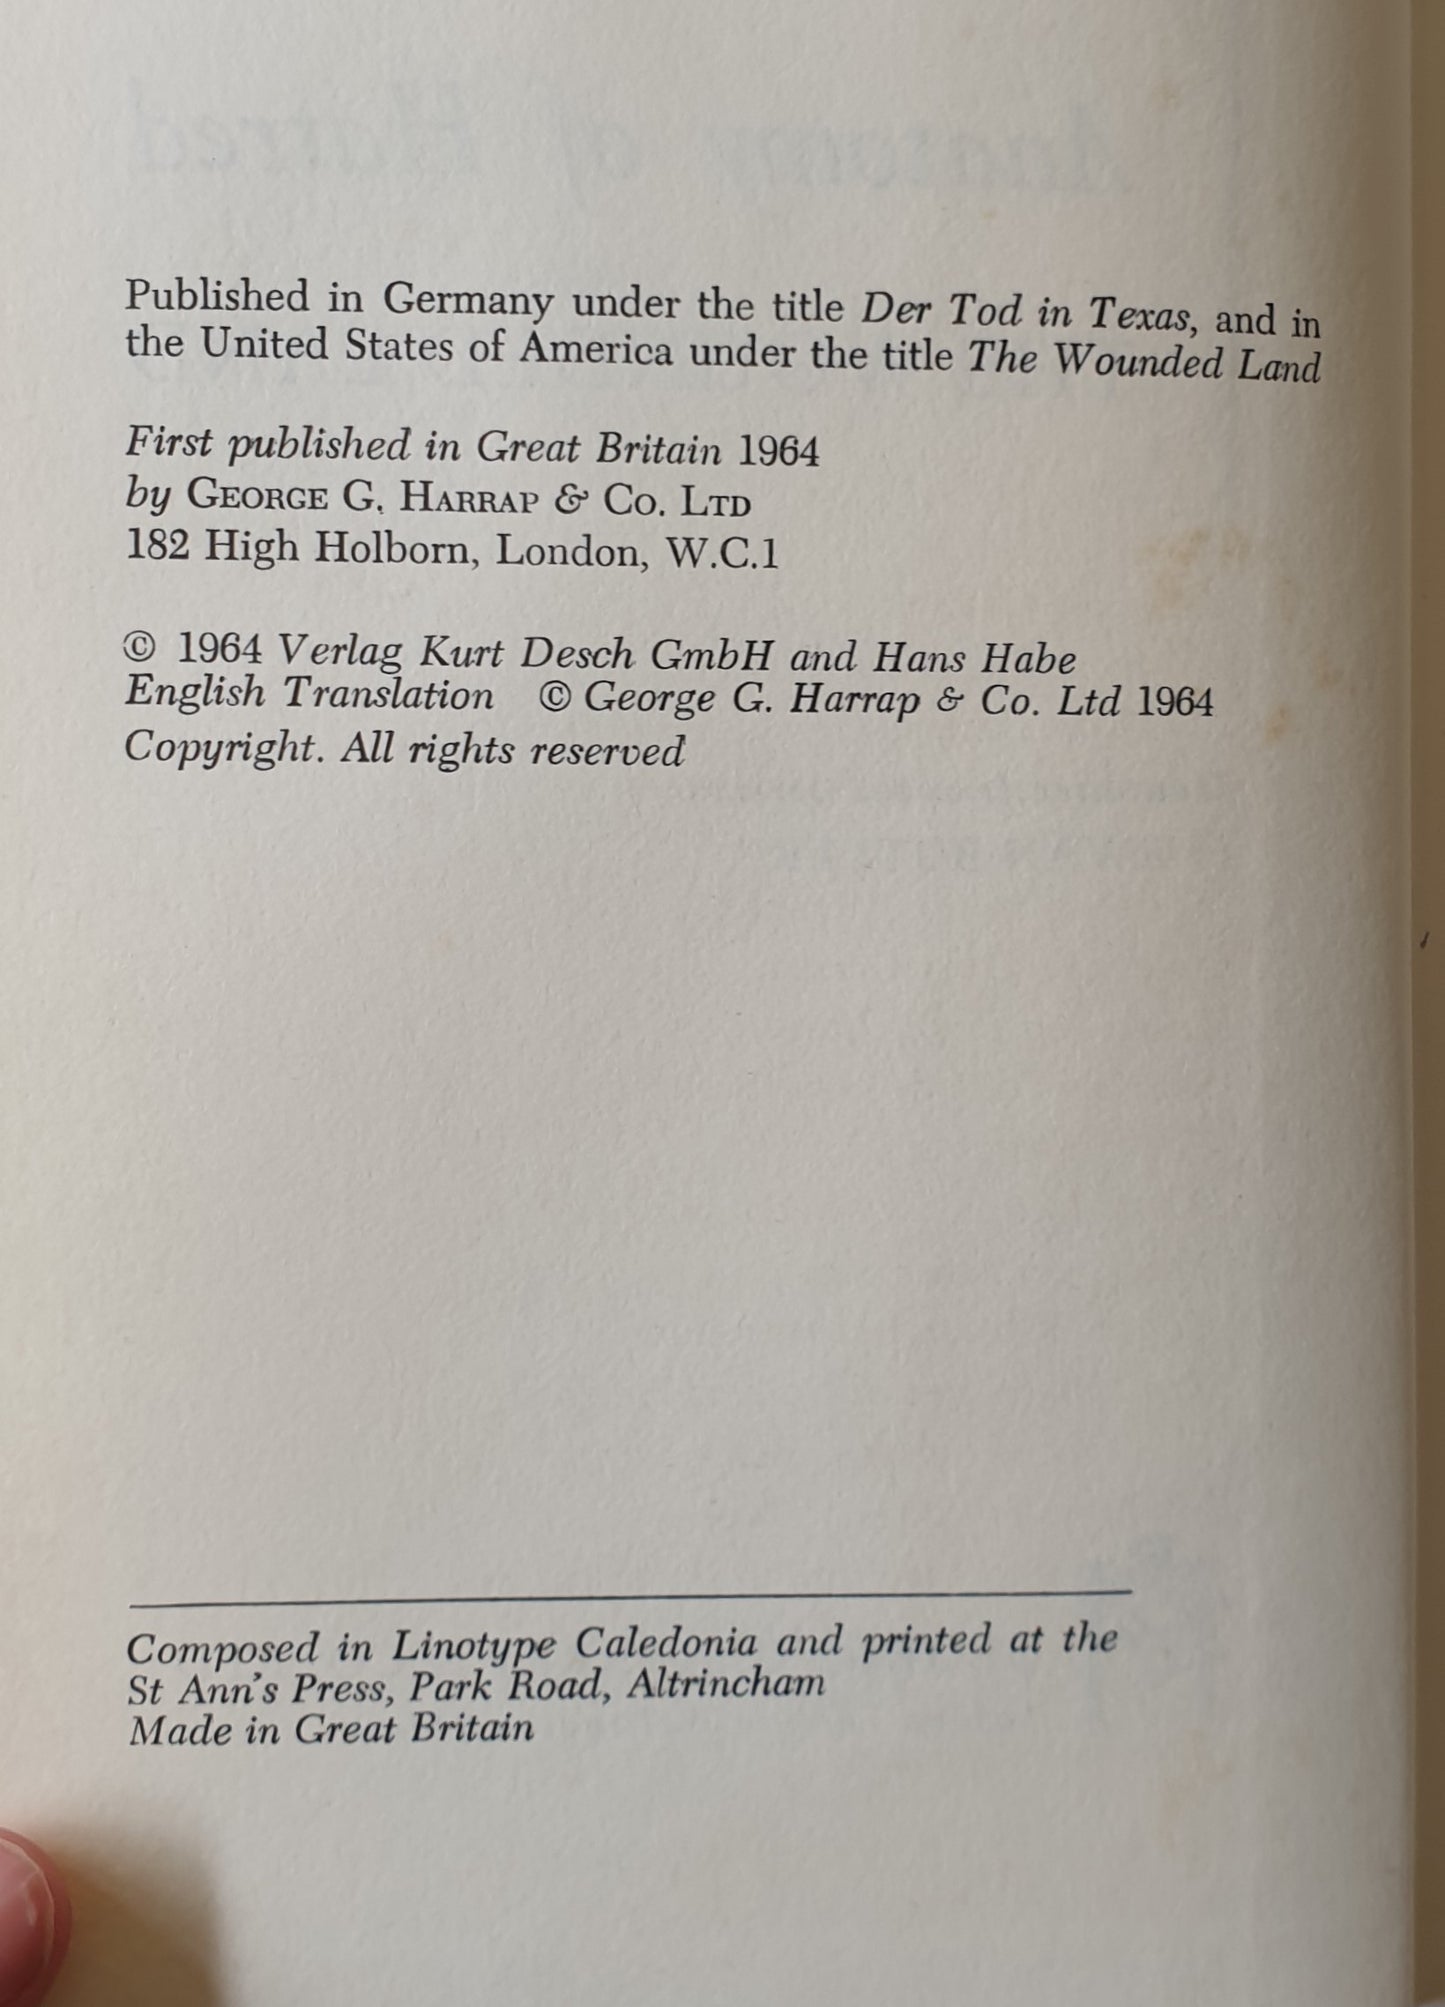 Published in Germany under the title Der Tod in Texas, and in
the United States of America under the title The Wounded Land
First published in Great Britain 1964
by GEORGE G. HARRAP & CO. LTD
182 High Holborn, London, W.C.1
© 1964 Verlag Kurt Desch GmbH and Hans Habe
English Translation © George G. Harrap & Co. Ltd 1964
Copyright. All rights reserved
Composed in Linotype Caledonia and printed at the
St Ann's Press, Park Road, Altrincham
Made in Great Britain